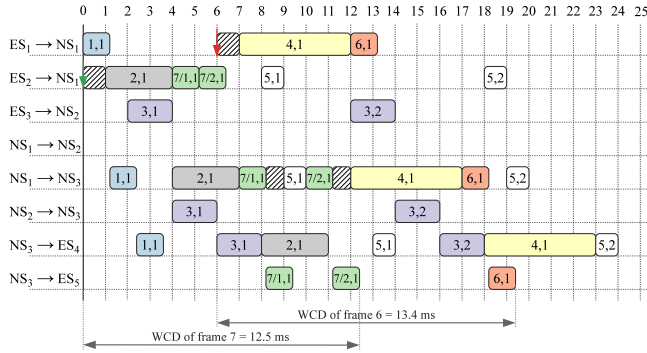 0 1 2 3 4 5 6 7 8 9 10 11 12 13 14 15 16 17 18 19 20 21 22 23 24 25
ES1 → NS1 1,1 4,1 6,1
ES2 → NS1 2,1 7/1,1 7/2,1 5,1 5,2
ES3 → NS2 3,1 3,2
NS1 → NS2
NS1 → NS3 1,1 2,1 7/1,1 5,1 7/2,1 4,1 6,1 5,2
NS2 → NS3 3,1 3,2
NS3 → ES4 1,1 3,1 2,1 5,1 3,2 4,1 5,2
NS3 → ES5 7/1,1 7/2,1 6,1
WCD of frame 6 = 13.4 ms
WCD of frame 7 = 12.5 ms